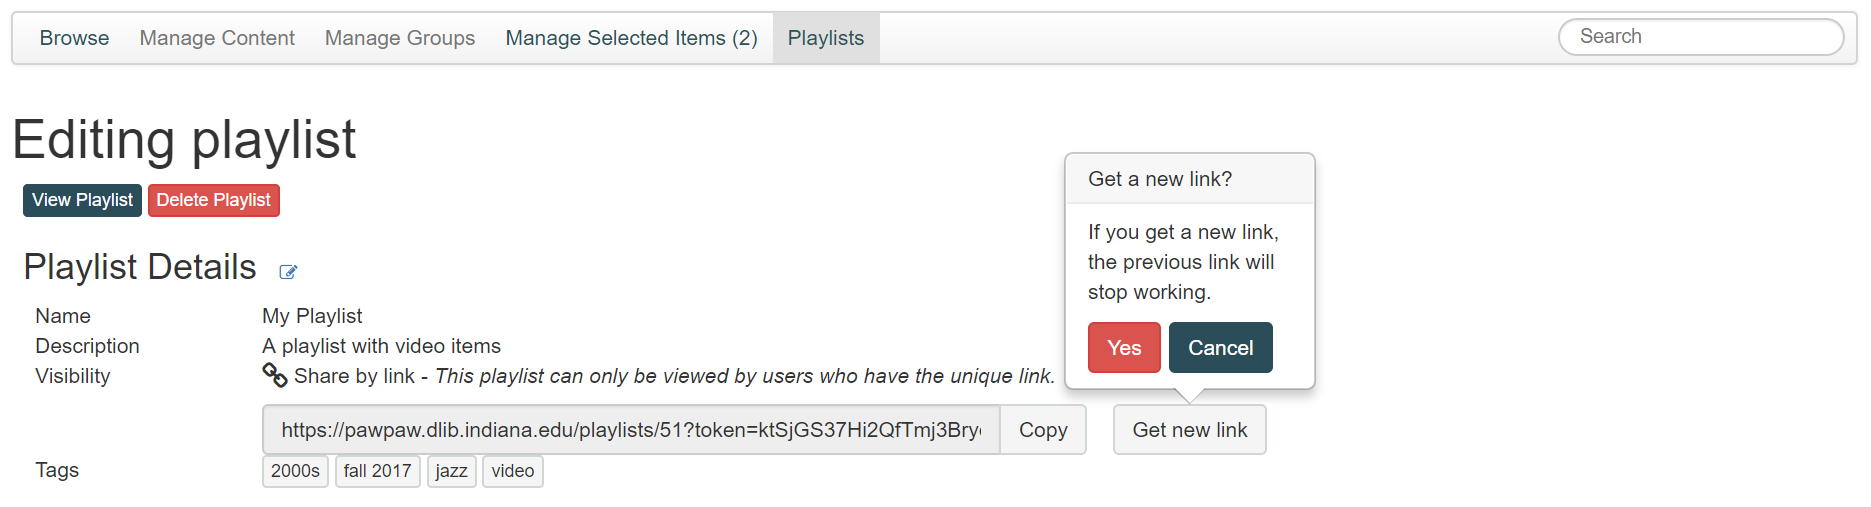 Browse Manage Content Manage Groups Manage Selected Items (2) Playlists Search
Editing playlist
View Playlist Delete Playlist
Get a new link?
If you get a new link,
the previous link will
stop working.
Yes Cancel
Playlist Details
Name My Playlist
Description A playlist with video items
Visibility Share by link - This playlist can only be viewed by users who have the unique link.
https://pawpaw.dlib.indiana.edu/playlists/51?token=ktSjGS37Hi2QfTmj3Bry Copy Get new link
Tags 2000s fall 2017 jazz video